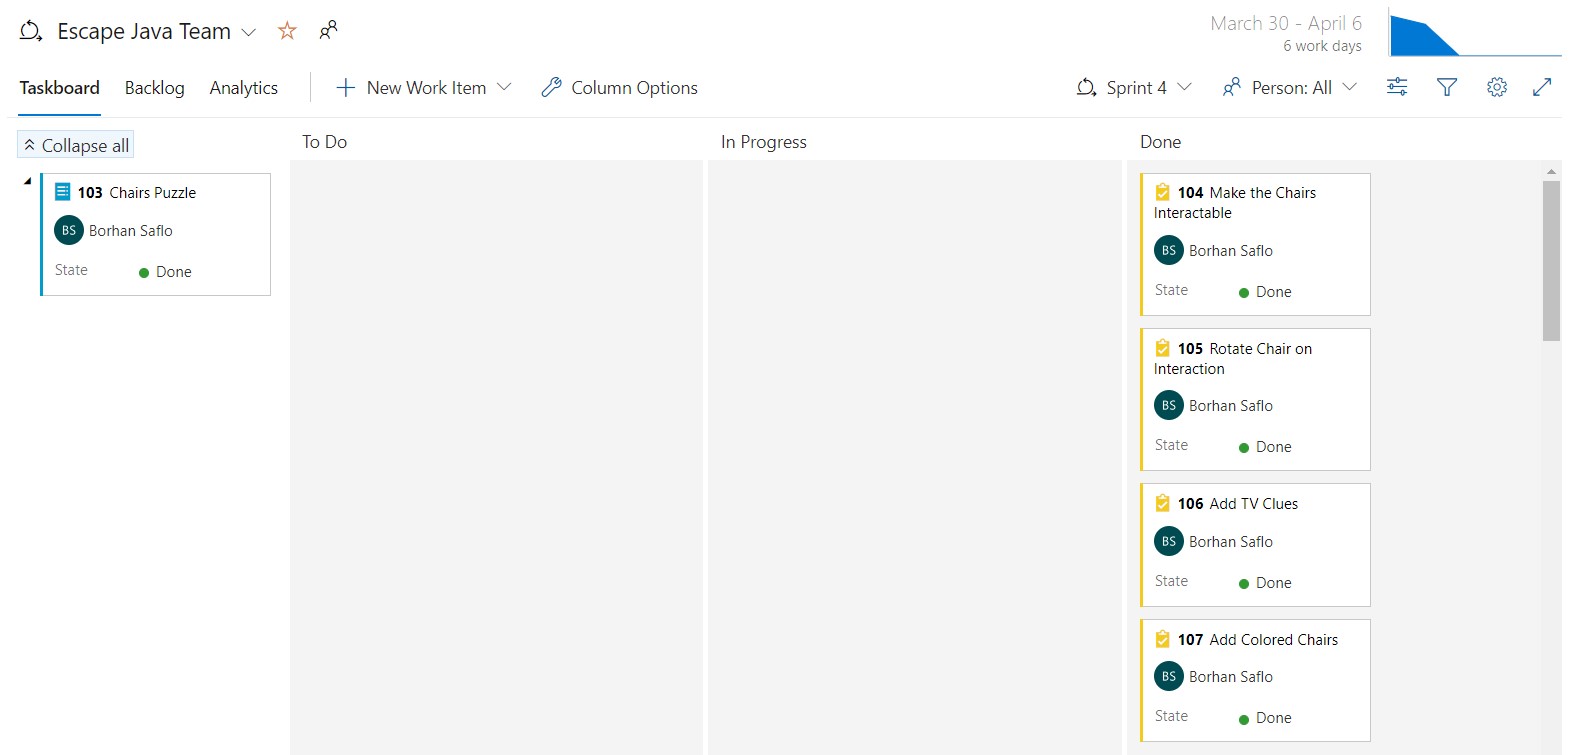 Escape Java Team
March 30 - April 6
6 work days
Taskboard Backlog Analytics New Work Item Column Options Sprint 4 Person: All
Collapse all
To Do
In Progress
Done
103 Chairs Puzzle
BS Borhan Saflo
State Done
104 Make the Chairs
Interactable
BS Borhan Saflo
State Done
105 Rotate Chair on
Interaction
BS Borhan Saflo
State Done
106 Add TV Clues
BS Borhan Saflo
State Done
107 Add Colored Chairs
BS Borhan Saflo
State Done